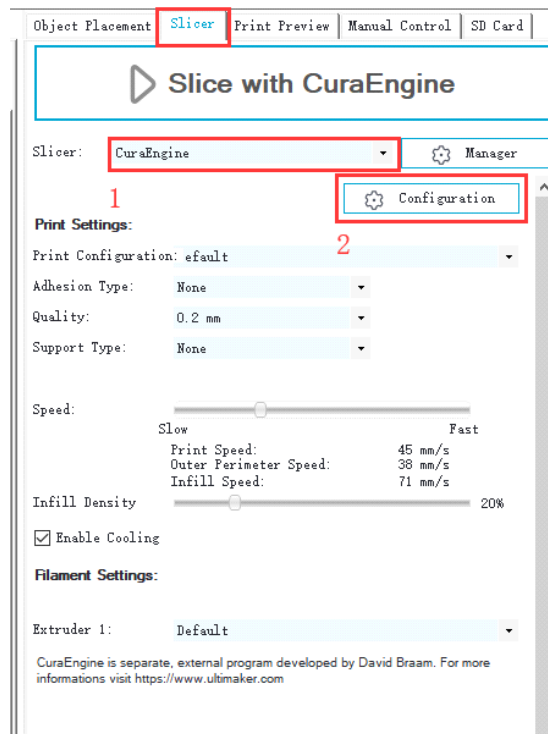 Object Placement Slicer Print Preview Manual Control SD Card
Slice with CuraEngine
Slicer: CuraEngine Manager
1
Configuration
2
Print Settings:
Print Configuration: efault
Adhesion Type: None
Quality: 0.2 mm
Support Type: None
Speed:
Slow Fast
Print Speed: 45 mm/s
Outer Perimeter Speed: 38 mm/s
Infill Speed: 71 mm/s
Infill Density 20%
Enable Cooling
Filament Settings:
Extruder 1: Default
CuraEngine is separate, external program developed by David Braam. For more
informations visit https://www.ultimaker.com